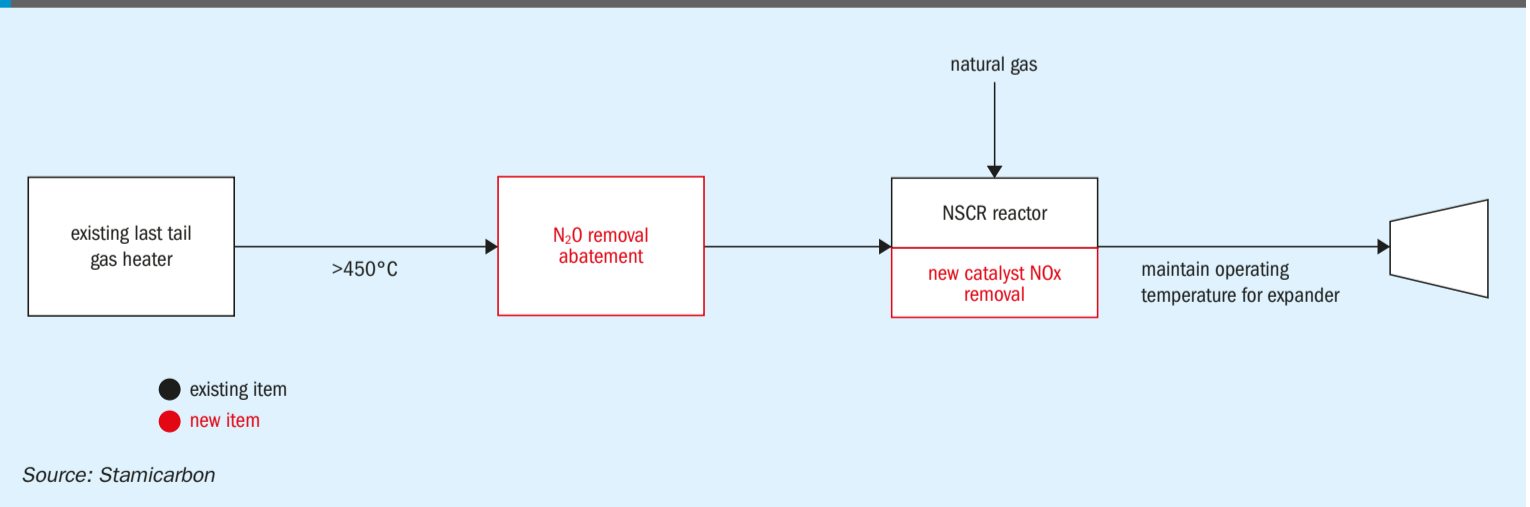 natural gas
existing last tail
gas heater
>450°C
N₂O removal
abatement
NSCR reactor
new catalyst NOx
removal
maintain operating
temperature for expander
existing item
new item
Source: Stamicarbon